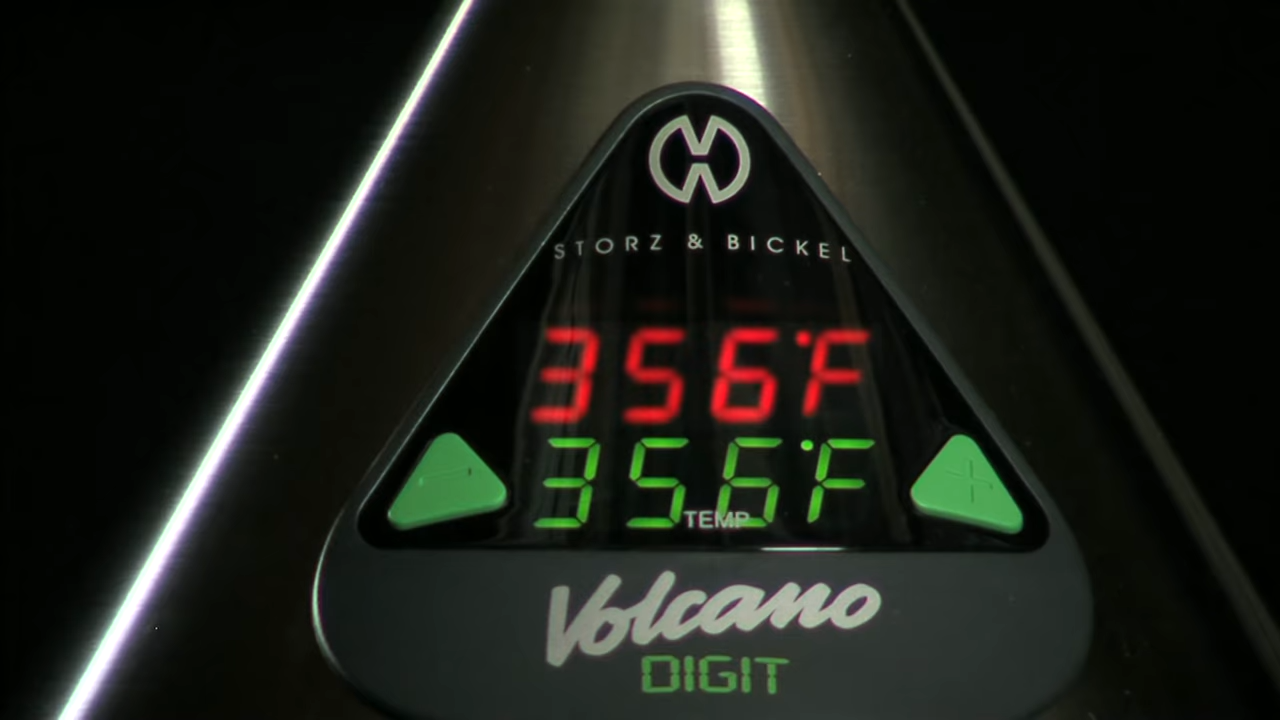 STORZ & BICKEL
356°F
356°F
TEMP
Volcano
DIGIT